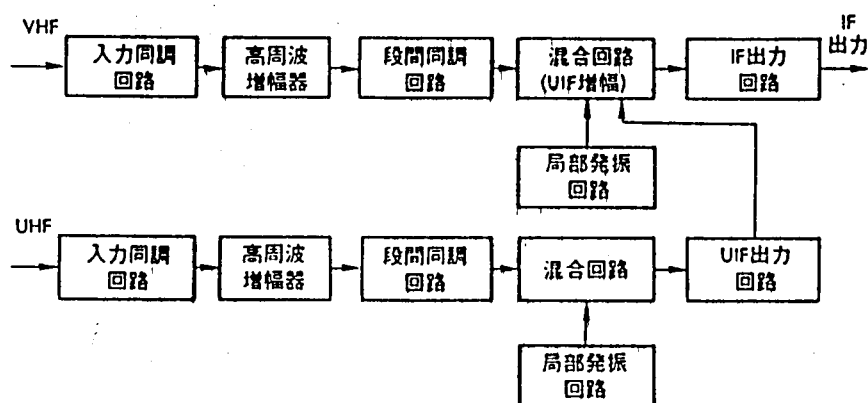 VHF
入力同調
回路
高周波
増幅器
段間同調
回路
混合回路
(UIF増幅)
IF出力
回路
IF
出力
局部発振
回路
UHF
入力同調
回路
高周波
増幅器
段間同調
回路
混合回路
UIF出力
回路
局部発振
回路